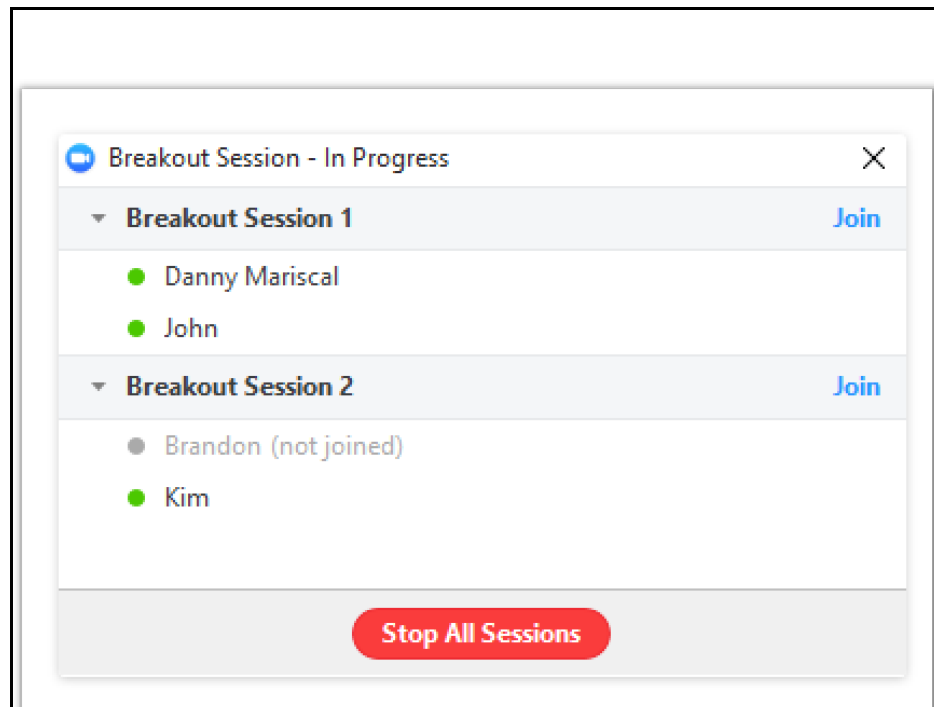 Breakout Session - In Progress
Breakout Session 1 Join
Danny Mariscal
John
Breakout Session 2 Join
Brandon (not joined)
Kim
Stop All Sessions